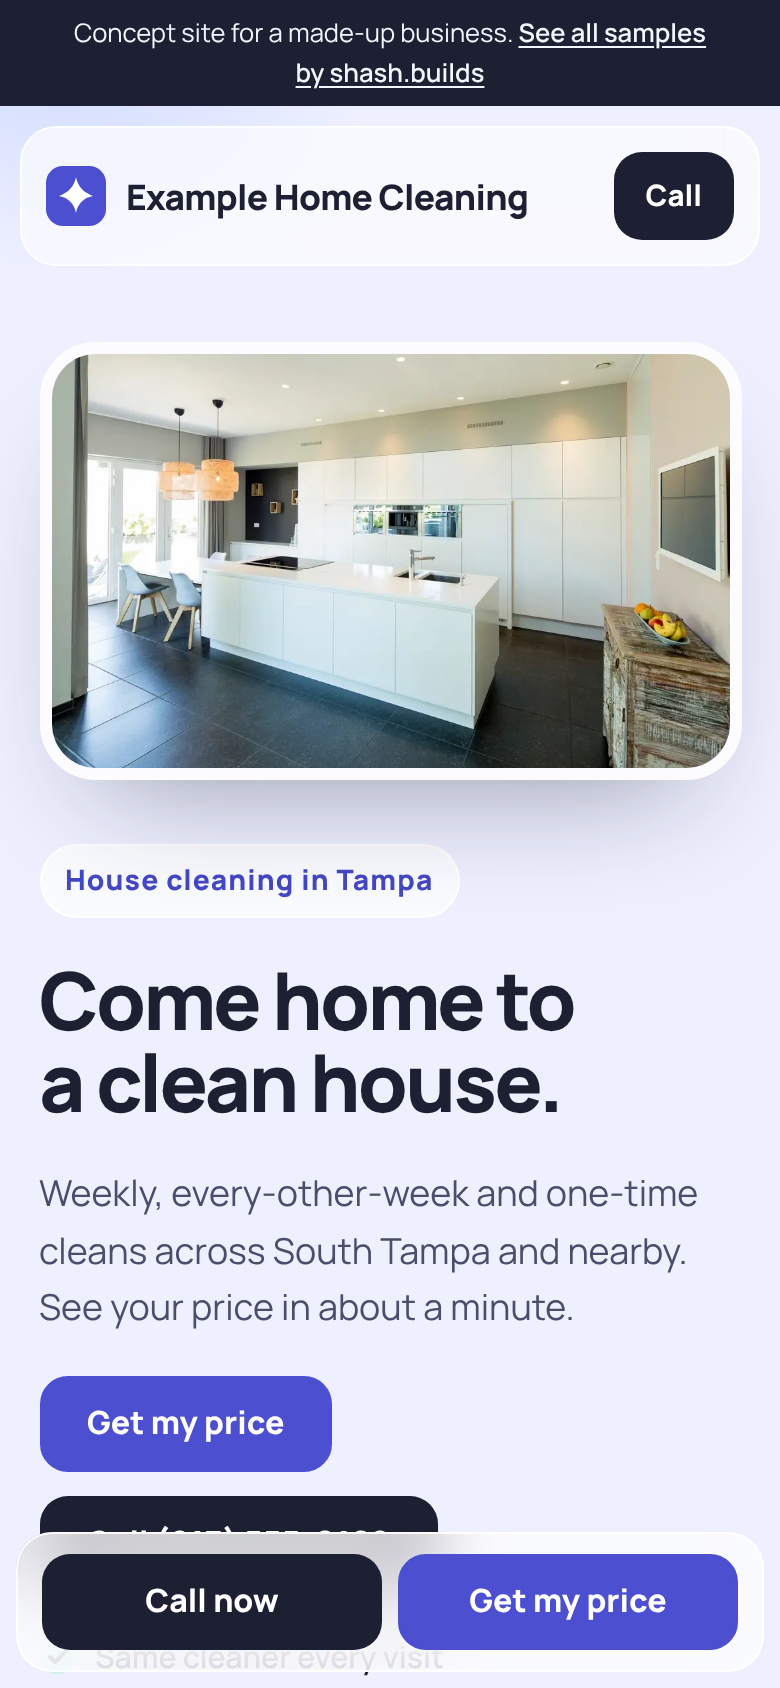 Concept site for a made-up business. See all samples
by shash.builds
Example Home Cleaning
Call
House cleaning in Tampa
Come home to
a clean house.
Weekly, every-other-week and one-time
cleans across South Tampa and nearby.
See your price in about a minute.
Get my price
Call now
Get my price
Same cleaner every visit